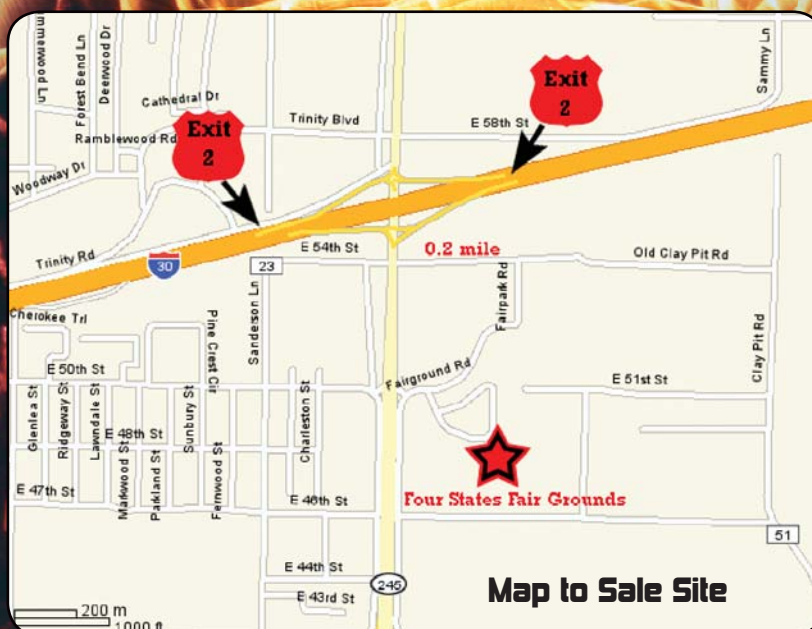 Summerwood Ln
Forest Bend Ln
Deerwood Dr
Sammy Ln
Exit
2
Cathedral Dr
Exit
2
Trinity Blvd
E 58th St
Ramblewood Rd
Woodway Dr
E 54th St
0.2 mile
Old Clay Pit Rd
Trinity Rd
30
23
Fairpark Rd
Cherokee Trl
Pine Crest Cir
Sanderson Ln
Clay Pit Rd
E 50th St
Fairground Rd
E 51st St
Glenlea St
Ridgeway St
Lawndale St
Sunbury St
Charleston St
E 48th St
Markwood St
Parkland St
Fernwood St
E 47th St
E 46th St
Four States Fair Grounds
51
E 44th St
245
E 43rd St
Map to Sale Site
200 m
1000 ft